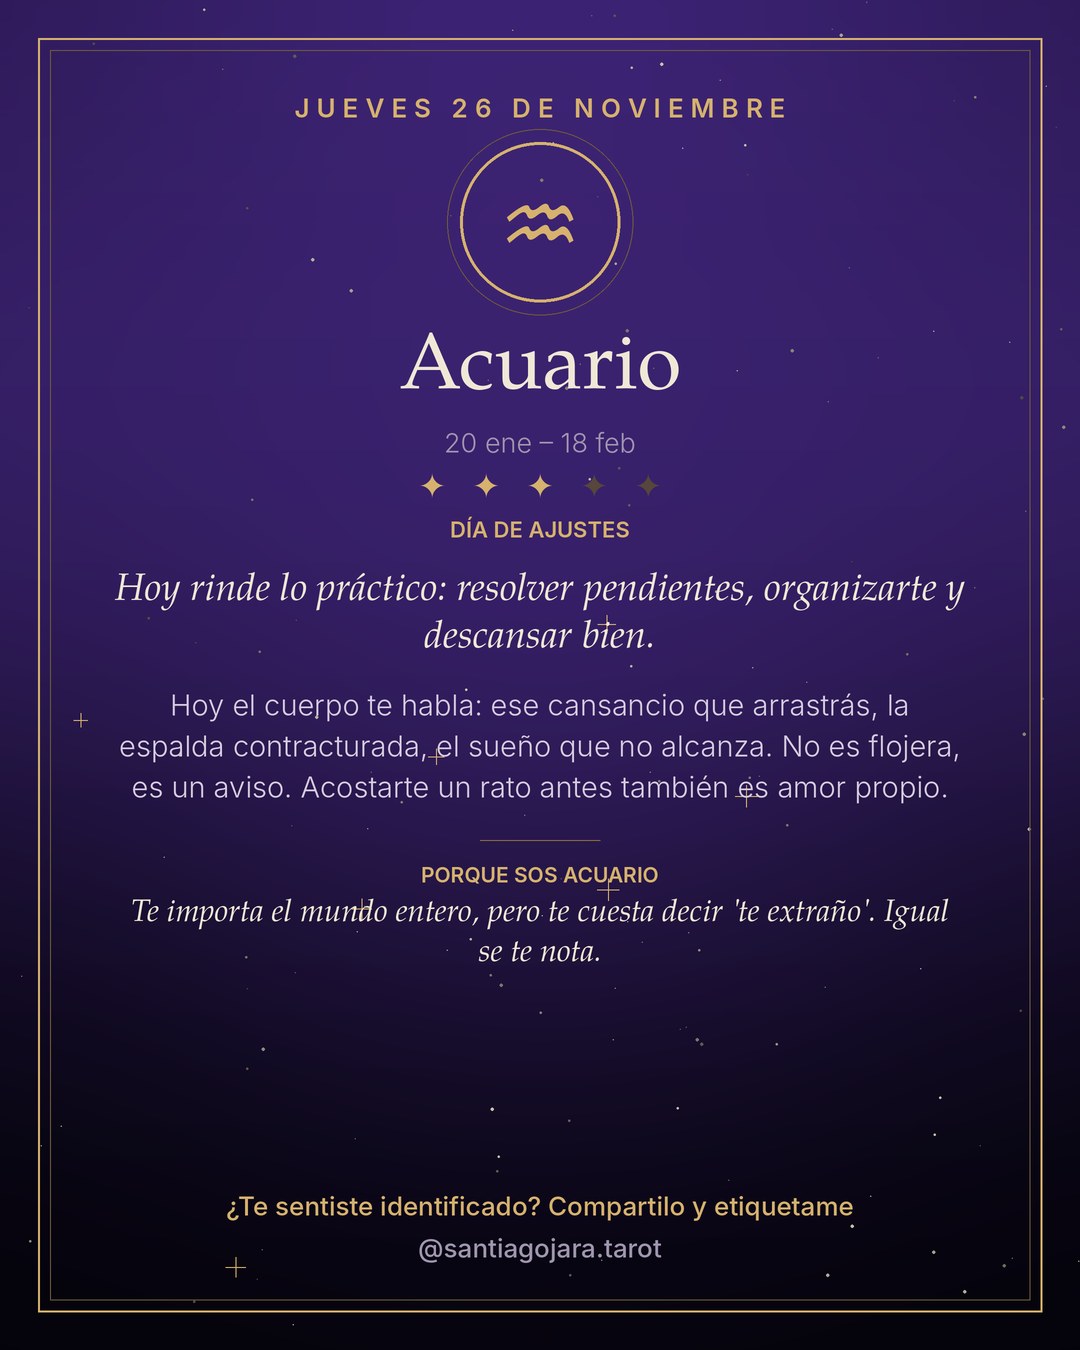 JUEVES 26 DE NOVIEMBRE
Acuario
20 ene – 18 feb
DÍA DE AJUSTES
Hoy rinde lo práctico: resolver pendientes, organizarte y
descansar bien.
Hoy el cuerpo te habla: ese cansancio que arrastrás, la
espalda contracturada, el sueño que no alcanza. No es flojera,
es un aviso. Acostarte un rato antes también es amor propio.
PORQUE SOS ACUARIO
Te importa el mundo entero, pero te cuesta decir 'te extraño'. Igual
se te nota.
¿Te sentiste identificado? Compartilo y etiquetame
@santiagojara.tarot